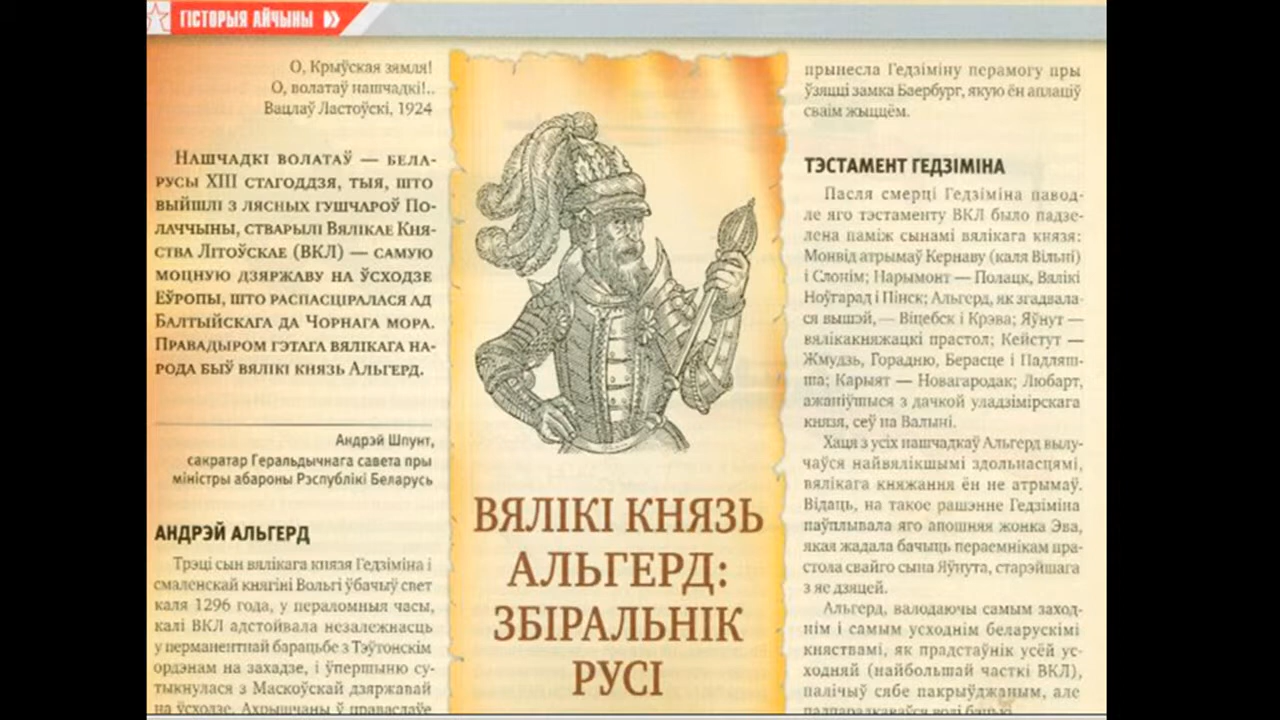 ГІСТОРЫЯ АЙЧЫНЫ
О, Крыўская зямля!
О, волатаў нашчадкі!..
Вацлаў Ластоўскі, 1924
Нашчадкі волатаў — бела-
русы XIII стагоддзя, тыя, што
выйшлі з лясных гушчароў По-
лаччыны, стварылі Вялікае Кня-
ства Літоўскае (ВКЛ) — самую
моцную дзяржаву на ўсходзе
Еўропы, што распасціралася ад
Балтыйскага да Чорнага мора.
Правадыром гэтага вялікага на-
рода быў вялікі князь Альгерд.
Андрэй Шпунт,
сакратар Геральдычнага савета пры
міністры абароны Рэспублікі Беларусь
АНДРЭЙ АЛЬГЕРД
Трэці сын вялікага князя Гедзіміна і
смаленскай княгіні Вольгі ўбачыў свет
каля 1296 года, у пераломныя часы,
калі ВКЛ адстойвала незалежнасць
у перманентнай барацьбе з Тэўтонскім
ордэнам на захадзе, і ўпершыню су-
тыкнулася з Маскоўскай дзяржавай
на ўсходзе. Ахрышчаны ў праваслаўе
ВЯЛІКІ КНЯЗЬ
АЛЬГЕРД:
ЗБІРАЛЬНІК
РУСІ
прынесла Гедзіміну перамогу пры
ўзяцці замка Баербург, якую ён аплаціў
сваім жыццём.
ТЭСТАМЕНТ ГЕДЗІМІНА
Пасля смерці Гедзіміна павод-
ле яго тэстаменту ВКЛ было падзе-
лена паміж сынамі вялікага князя:
Монвід атрымаў Кернаву (каля Вільні)
і Слонім; Нарымонт — Полацк, Вялікі
Ноўгарад і Пінск; Альгерд, як згадвала-
ся вышэй, — Віцебск і Крэва; Яўнут —
вялікакняжацкі прастол; Кейстут —
Жмудзь, Горадню, Берасце і Падляш-
ша; Карыят — Новагародак; Любарт,
ажаніўшыся з дачкой уладзімірскага
князя, сеў на Валыні.
Хаця з усіх нашчадкаў Альгерд вылу-
чаўся найвялікшымі здольнасцямі,
вялікага княжання ён не атрымаў.
Відаць, на такое рашэнне Гедзіміна
паўплывала яго апошняя жонка Эва,
якая жадала бачыць пераемнікам пра-
стола свайго сына Яўнута, старэйшага
з яе дзяцей.
Альгерд, валодаючы самым заход-
нім і самым усходнім беларускімі
княствамі, як прадстаўнік усёй ус-
ходняй (найбольшай часткі ВКЛ),
палічыў сябе пакрыўджаным, але
падпарадкаваўся волі бацькі.